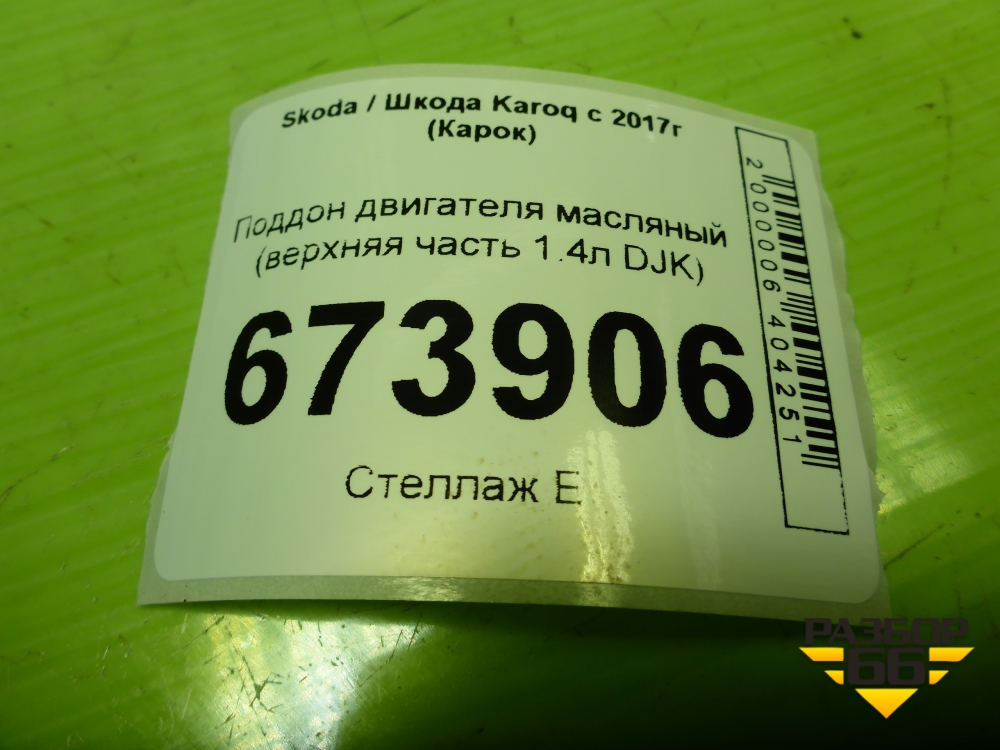 Skoda / Шкода Karoq с 2017г
(Карок)
Поддон двигателя масляный
(верхняя часть 1.4л DJK)
673906
Стеллаж Е
2000006404251
РАЗБОР
66